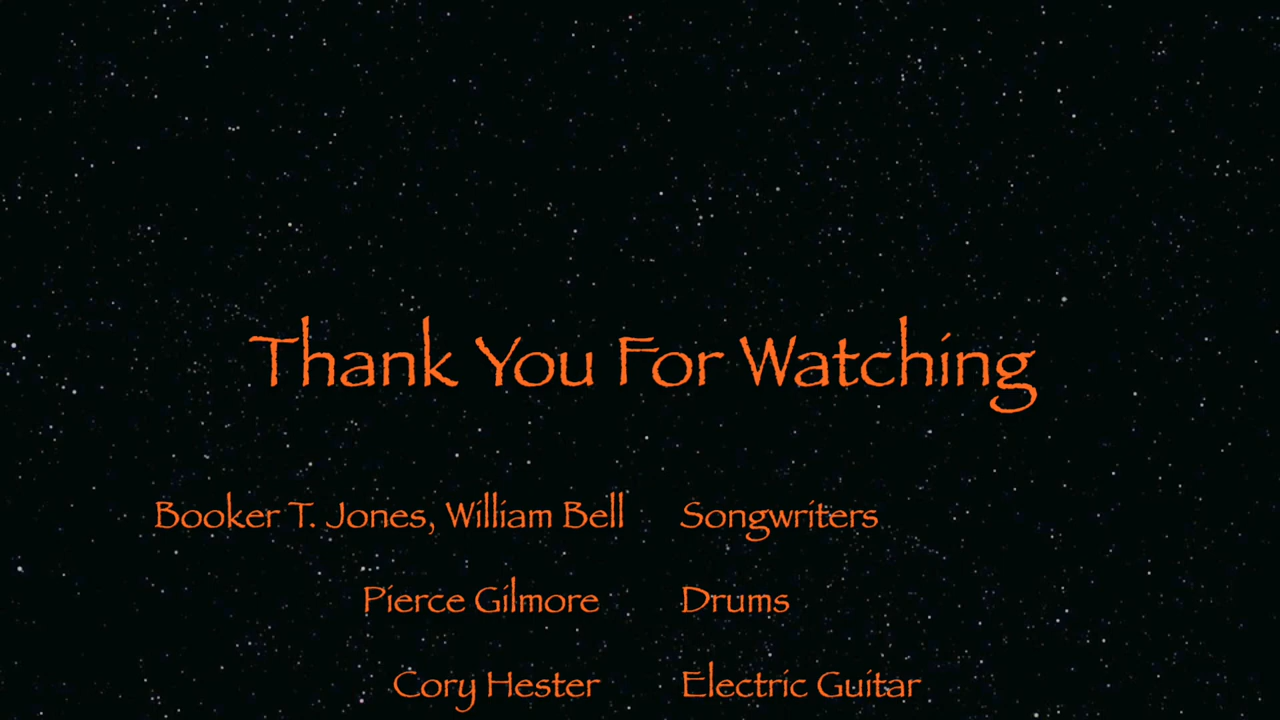 Thank You For Watching
Booker T. Jones, William Bell Songwriters
Pierce Gilmore Drums
Cory Hester Electric Guitar